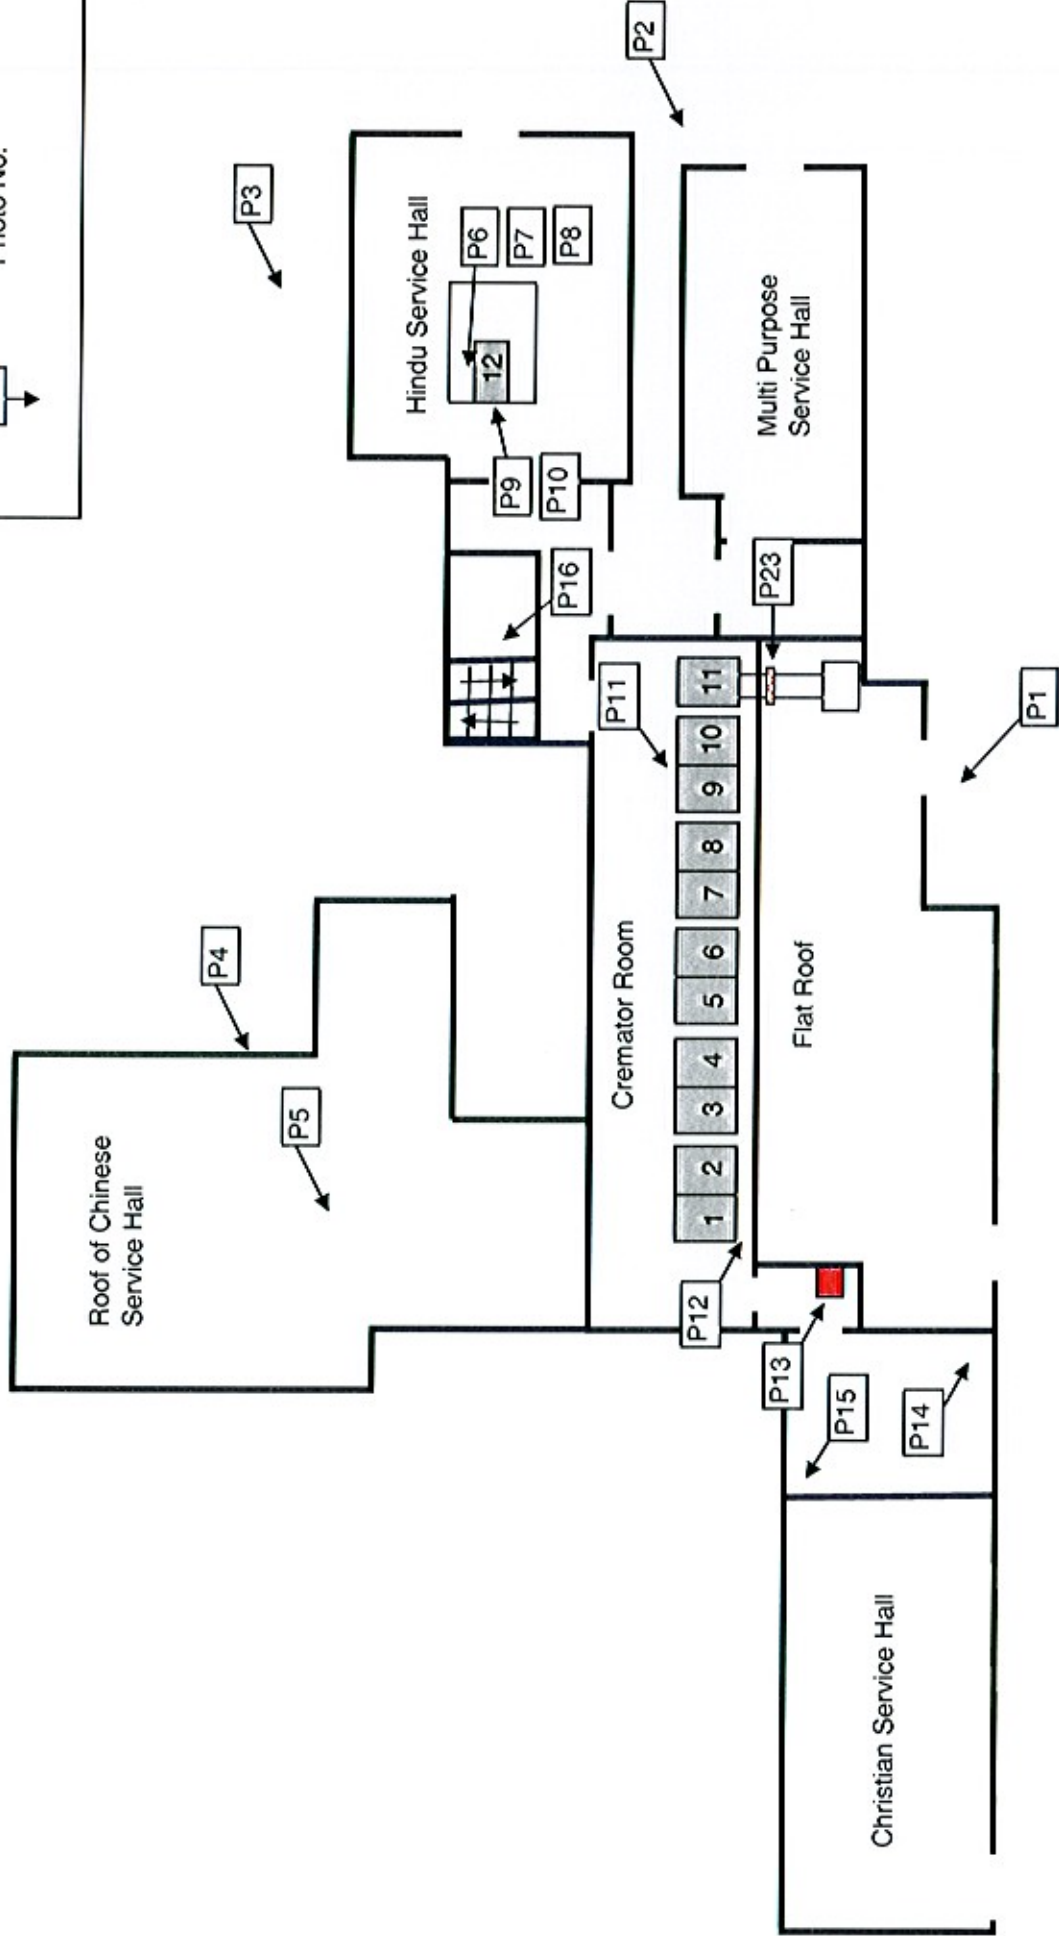 Photo No.
P4
P3
P2
Roof of Chinese
Service Hall
P5
Hindu Service Hall
P6
P7
P8
12
P9
P10
P16
Multi Purpose
Service Hall
P23
P11
Cremator Room
1
2
3
4
5
6
7
8
9
10
11
P12
Flat Roof
P13
P15
P14
P1
Christian Service Hall